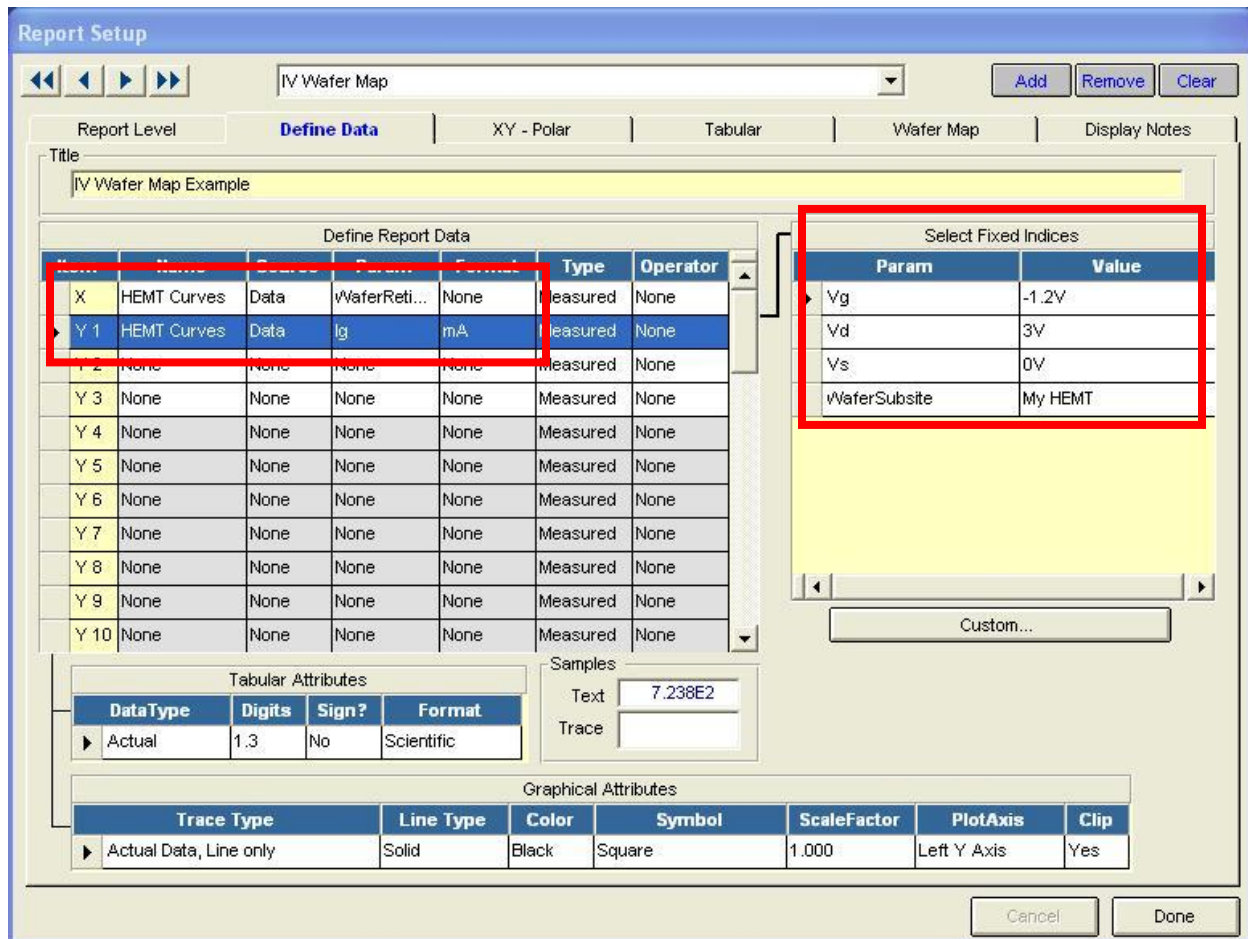 Report Setup
IV Wafer Map
Add Remove Clear
Report Level Define Data XY - Polar Tabular Wafer Map Display Notes
Title
IV Wafer Map Example
Define Report Data
Type Operator
X HEMT Curves Data WaferReti... None Measured None
Y 1 HEMT Curves Data Ig mA Measured None
Y 2 None None None None Measured None
Y 3 None None None None Measured None
Y 4 None None None None Measured None
Y 5 None None None None Measured None
Y 6 None None None None Measured None
Y 7 None None None None Measured None
Y 8 None None None None Measured None
Y 9 None None None None Measured None
Y 10 None None None None Measured None
Select Fixed Indices
Param Value
Vg -1.2V
Vd 3V
Vs 0V
WaferSubsite My HEMT
Custom...
Tabular Attributes
DataType Digits Sign? Format
Actual 1.3 No Scientific
Samples
Text 7.238E2
Trace
Graphical Attributes
Trace Type Line Type Color Symbol ScaleFactor PlotAxis Clip
Actual Data, Line only Solid Black Square 1.000 Left Y Axis Yes
Cancel Done